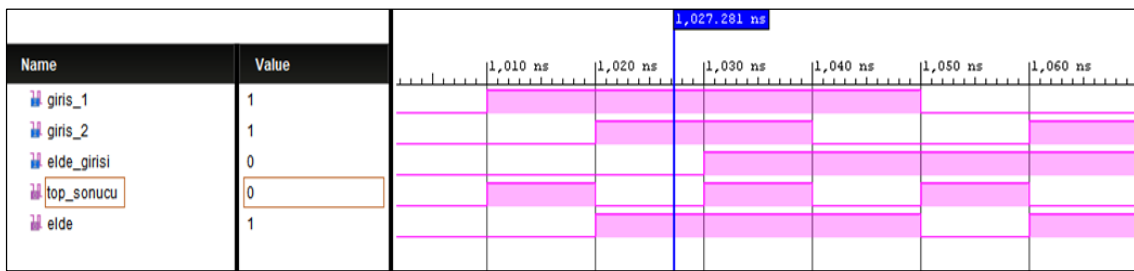 1,027.281 ns
Name Value
1,010 ns 1,020 ns 1,030 ns 1,040 ns 1,050 ns 1,060 ns
giris_1 1
giris_2 1
elde_girisi 0
top_sonucu 0
elde 1